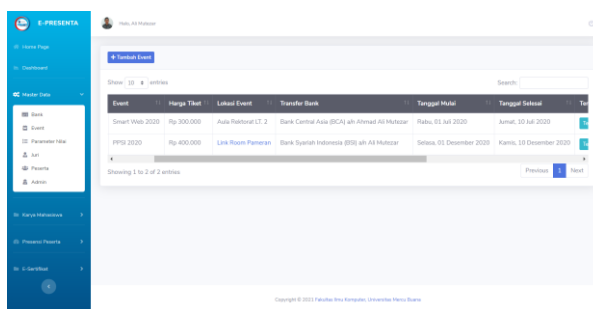 E-PRESENTA
Halo, Ali Mutezar
Home Page
Dashboard
Master Data
Bank
Event
Parameter Nilai
Juri
Peserta
Admin
Karya Mahasiswa
Presensi Peserta
E-Sertifikat
+ Tambah Event
Show 10 entries
Search:
Event Harga Tiket Lokasi Event Transfer Bank Tanggal Mulai Tanggal Selesai
Smart Web 2020 Rp 300.000 Aula Rektorat LT. 2 Bank Central Asia (BCA) a/n Ahmad Ali Mutezar Rabu, 01 Juli 2020 Jumat, 10 Juli 2020
PPSI 2020 Rp 400.000 Link Room Pameran Bank Syariah Indonesia (BSI) a/n Ali Mutezar Selasa, 01 Desember 2020 Kamis, 10 Desember 2020
Showing 1 to 2 of 2 entries
Previous 1 Next
Copyright © 2021 Fakultas Ilmu Komputer, Universitas Mercu Buana